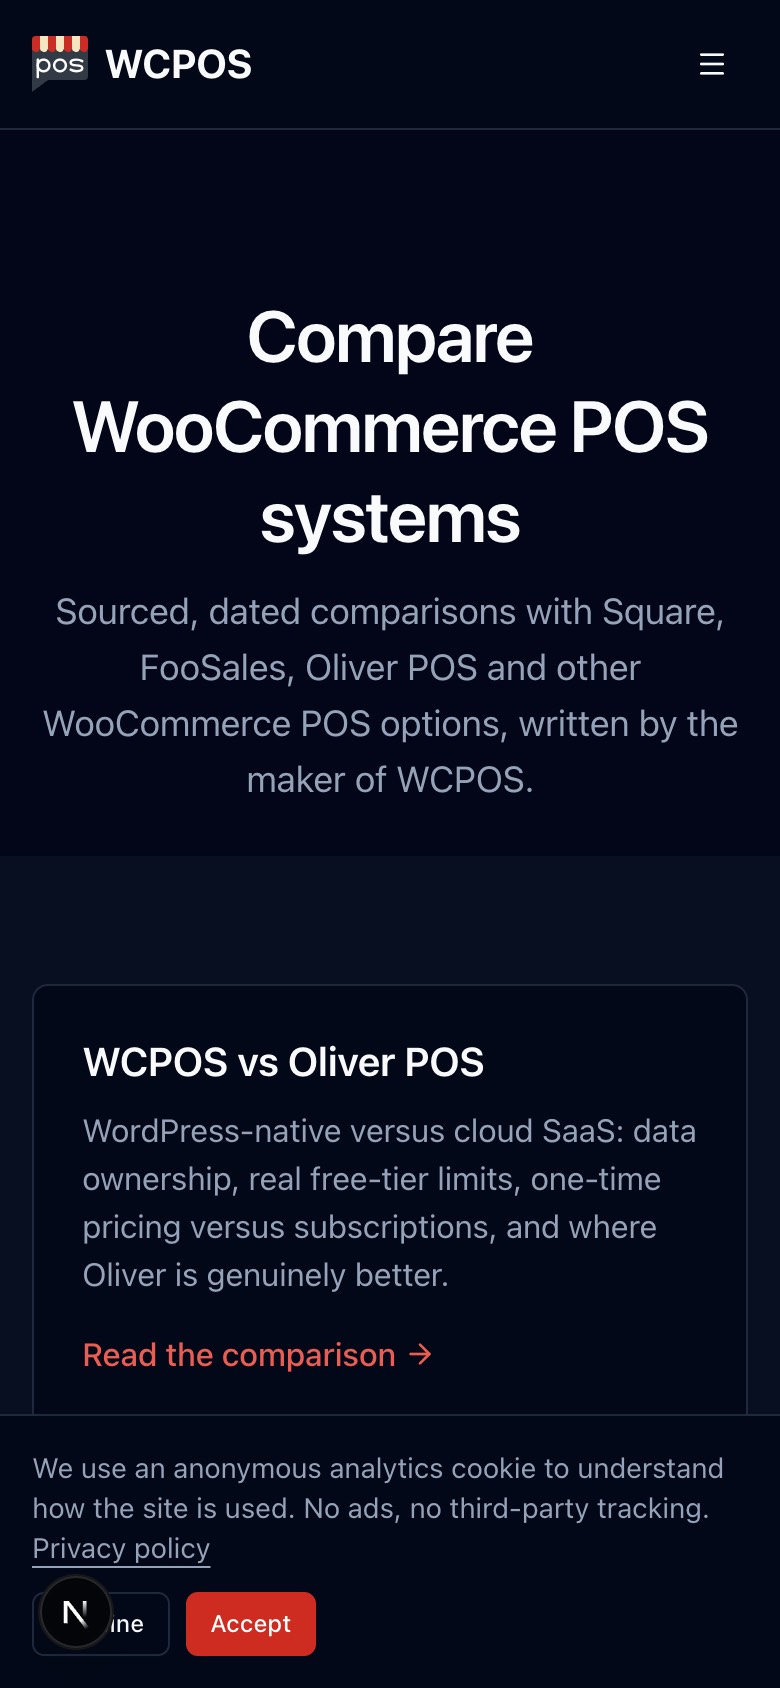 pos WCPOS
Compare
WooCommerce POS
systems
Sourced, dated comparisons with Square,
FooSales, Oliver POS and other
WooCommerce POS options, written by the
maker of WCPOS.
WCPOS vs Oliver POS
WordPress-native versus cloud SaaS: data
ownership, real free-tier limits, one-time
pricing versus subscriptions, and where
Oliver is genuinely better.
Read the comparison →
We use an anonymous analytics cookie to understand
how the site is used. No ads, no third-party tracking.
Privacy policy
N
Accept